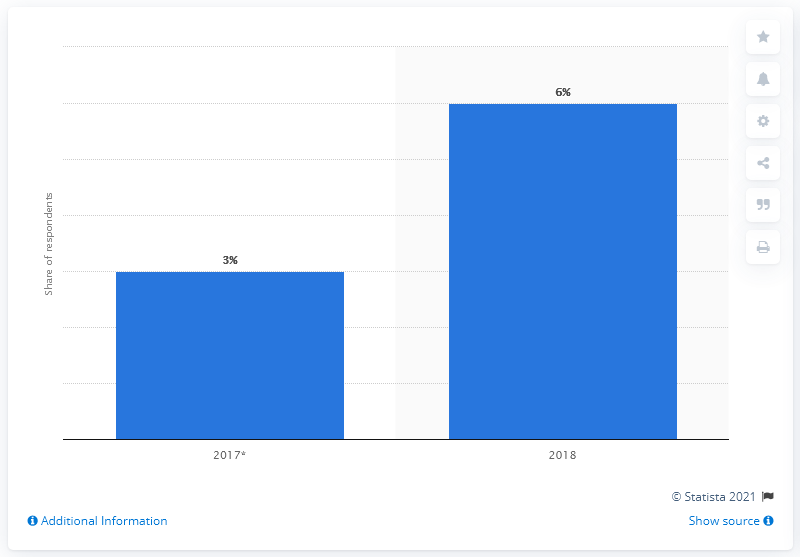 6%
3%
Share of respondents
2017*
2018
© Statista 2021
Additional Information
Show source